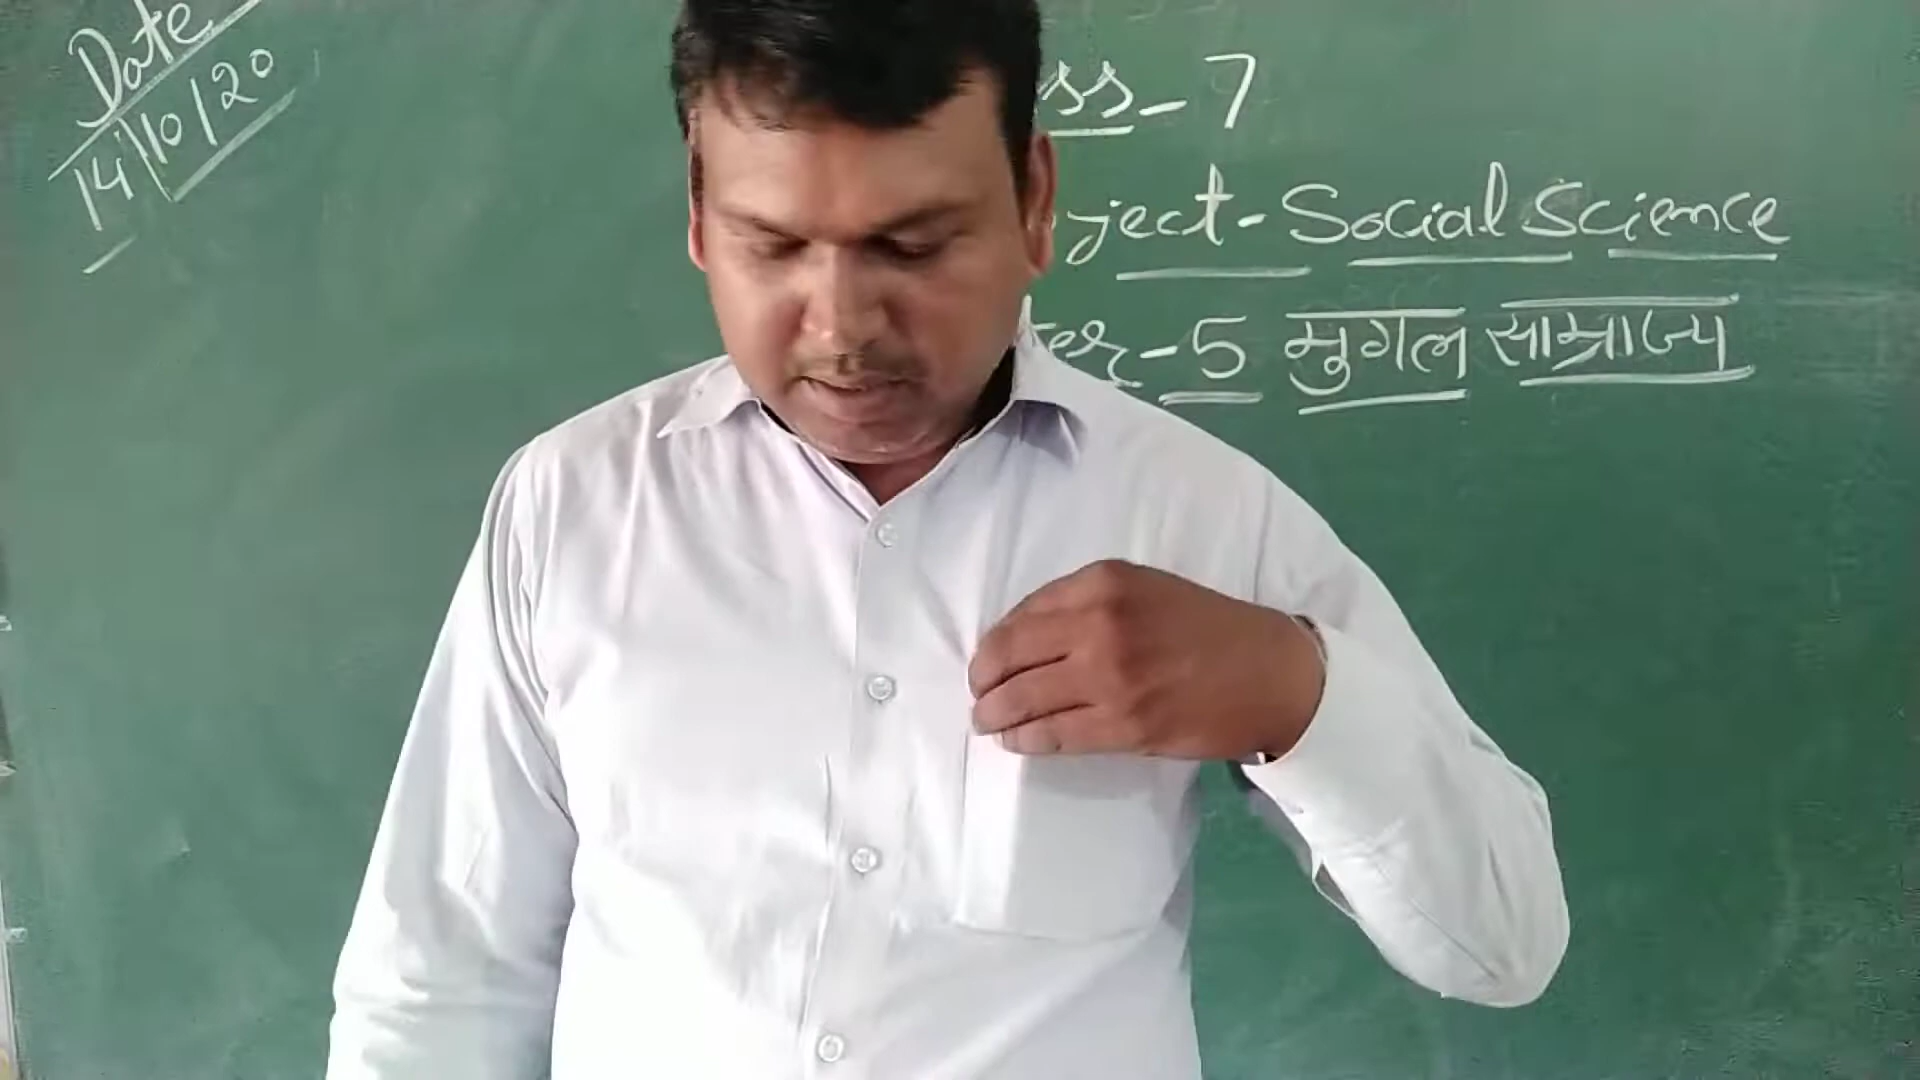 Date
14/10/20
ss-7
ject-Social Science
ter-5 मुगल साम्राज्य